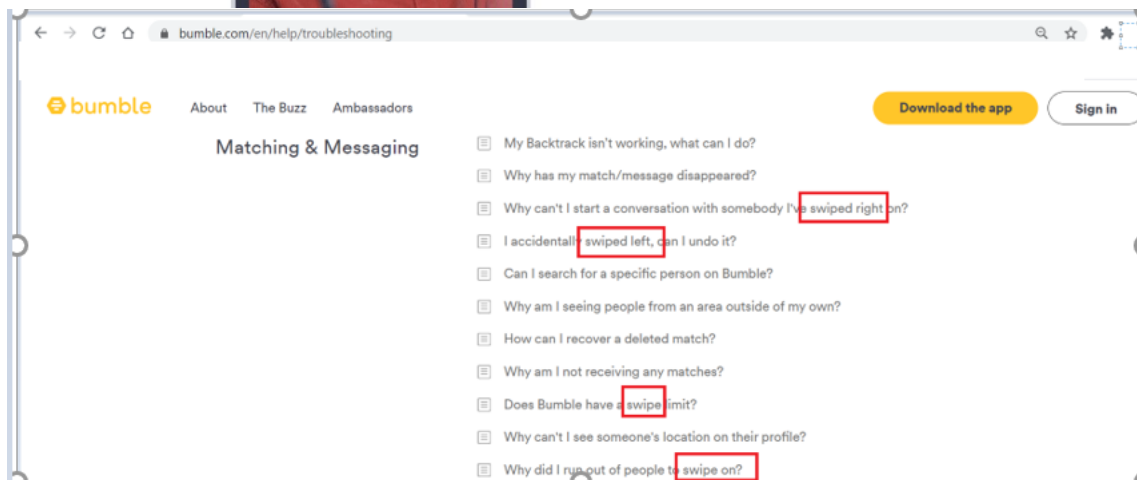 bumble.com/en/help/troubleshooting
bumble About The Buzz Ambassadors Download the app Sign in
Matching & Messaging
My Backtrack isn't working, what can I do?
Why has my match/message disappeared?
Why can't I start a conversation with somebody I've swiped right on?
I accidentally swiped left, can I undo it?
Can I search for a specific person on Bumble?
Why am I seeing people from an area outside of my own?
How can I recover a deleted match?
Why am I not receiving any matches?
Does Bumble have a swipe limit?
Why can't I see someone's location on their profile?
Why did I run out of people to swipe on?